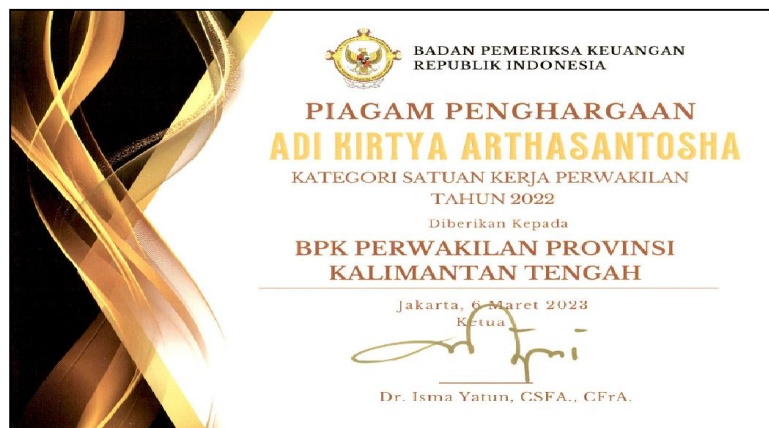 BADAN PEMERIKSA KEUANGAN
REPUBLIK INDONESIA
PIAGAM PENGHARGAAN
ADI KIRTYA ARTHASANTOSHA
KATEGORI SATUAN KERJA PERWAKILAN
TAHUN 2022
Diberikan Kepada
BPK PERWAKILAN PROVINSI
KALIMANTAN TENGAH
Jakarta, 6 Maret 2023
Ketua
Dr. Isma Yatun, CSFA., CFrA.